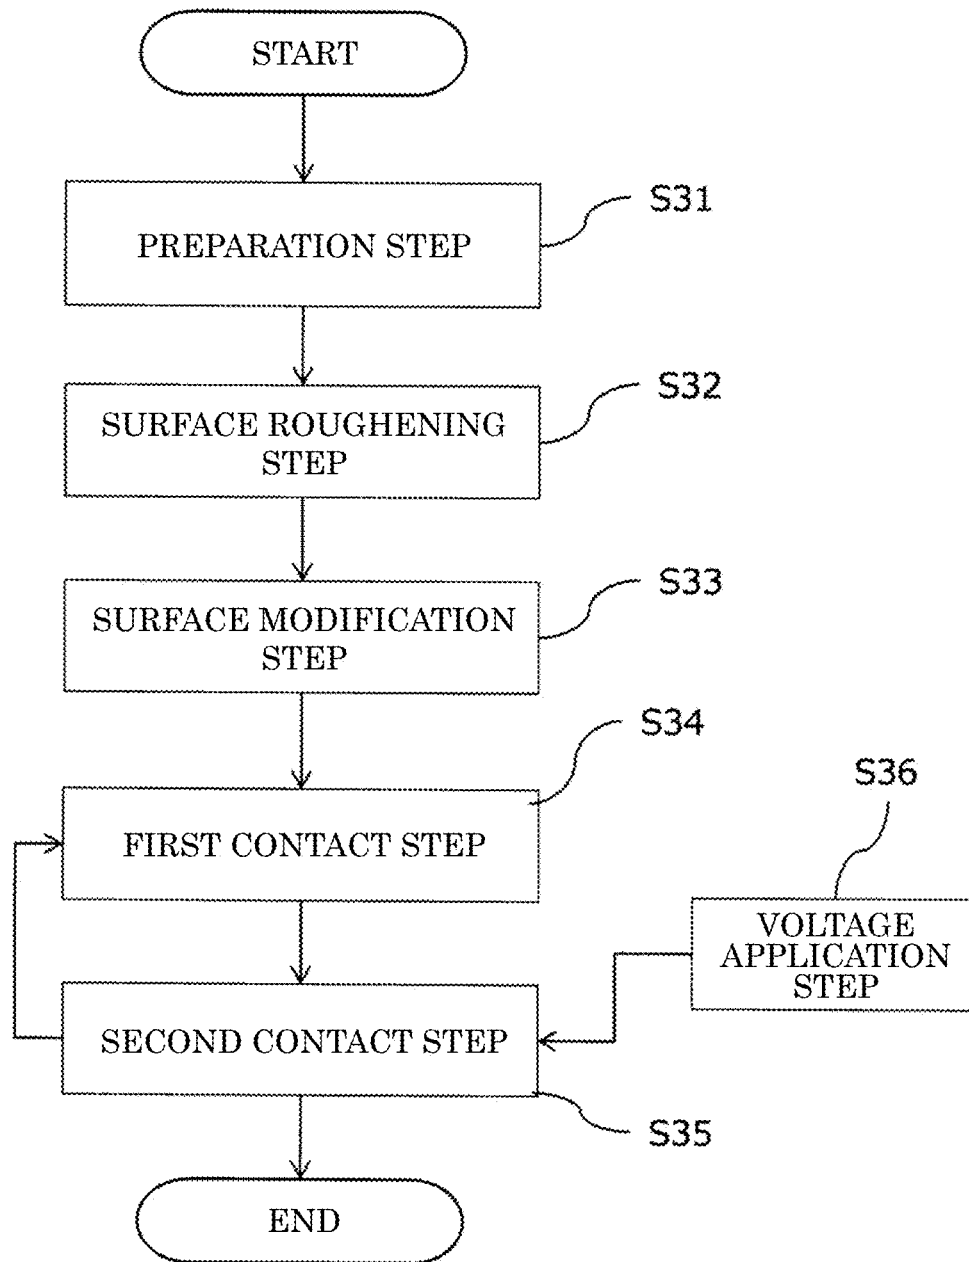 START
S31
PREPARATION STEP
S32
SURFACE ROUGHENING
STEP
S33
SURFACE MODIFICATION
STEP
S34
FIRST CONTACT STEP
S36
VOLTAGE
APPLICATION
STEP
SECOND CONTACT STEP
S35
END